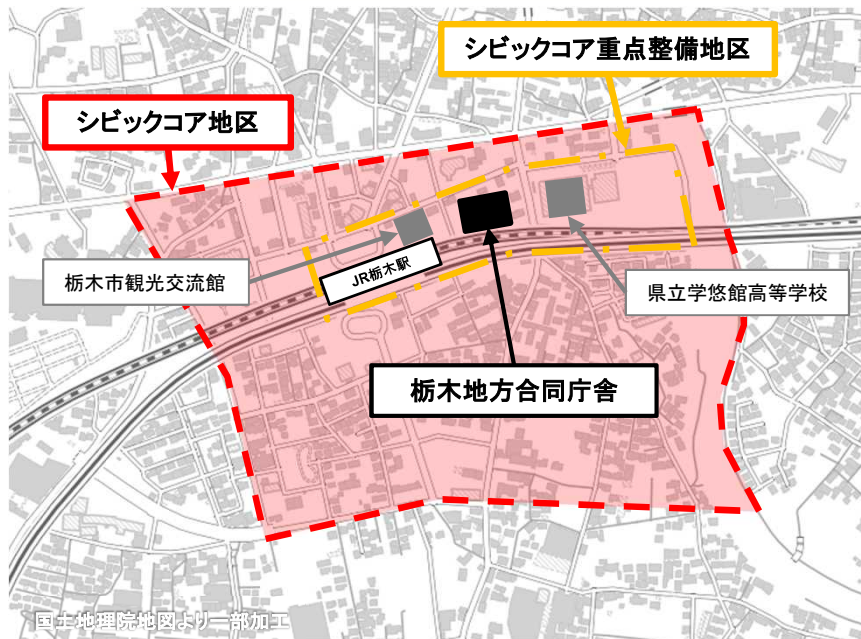 シビックコア重点整備地区
シビックコア地区
栃木市観光交流館
JR栃木駅
県立学悠館高等学校
栃木地方合同庁舎
国土地理院地図より一部加工